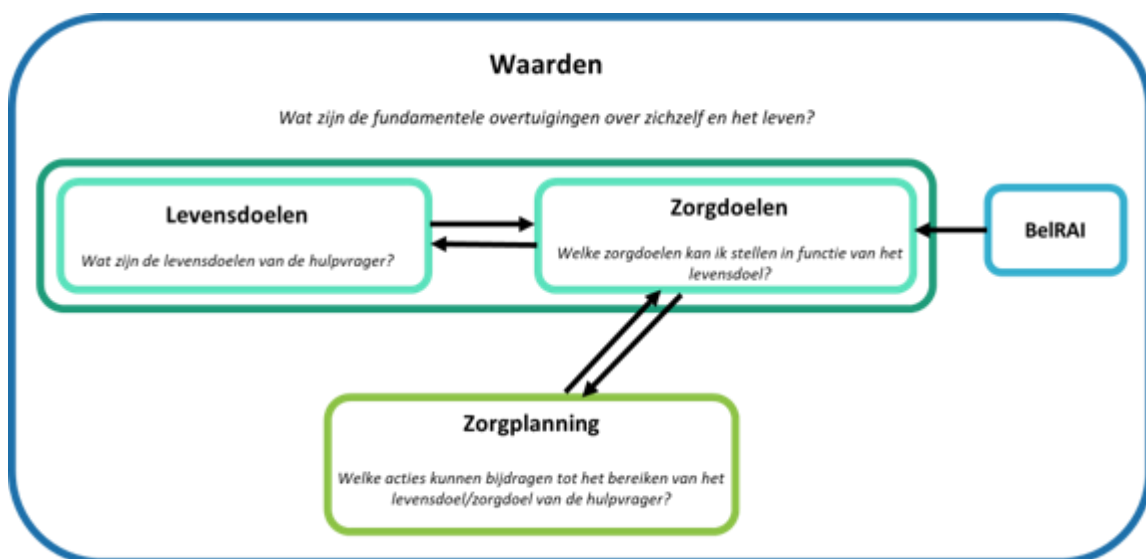 Waarden
Wat zijn de fundamentele overtuigingen over zichzelf en het leven?
Levensdoelen
Wat zijn de levensdoelen van de hulpvrager?
Zorgdoelen
Welke zorgdoelen kan ik stellen in functie van het
levensdoel?
BelRAI
Zorgplanning
Welke acties kunnen bijdragen tot het bereiken van het
levensdoel/zorgdoel van de hulpvrager?